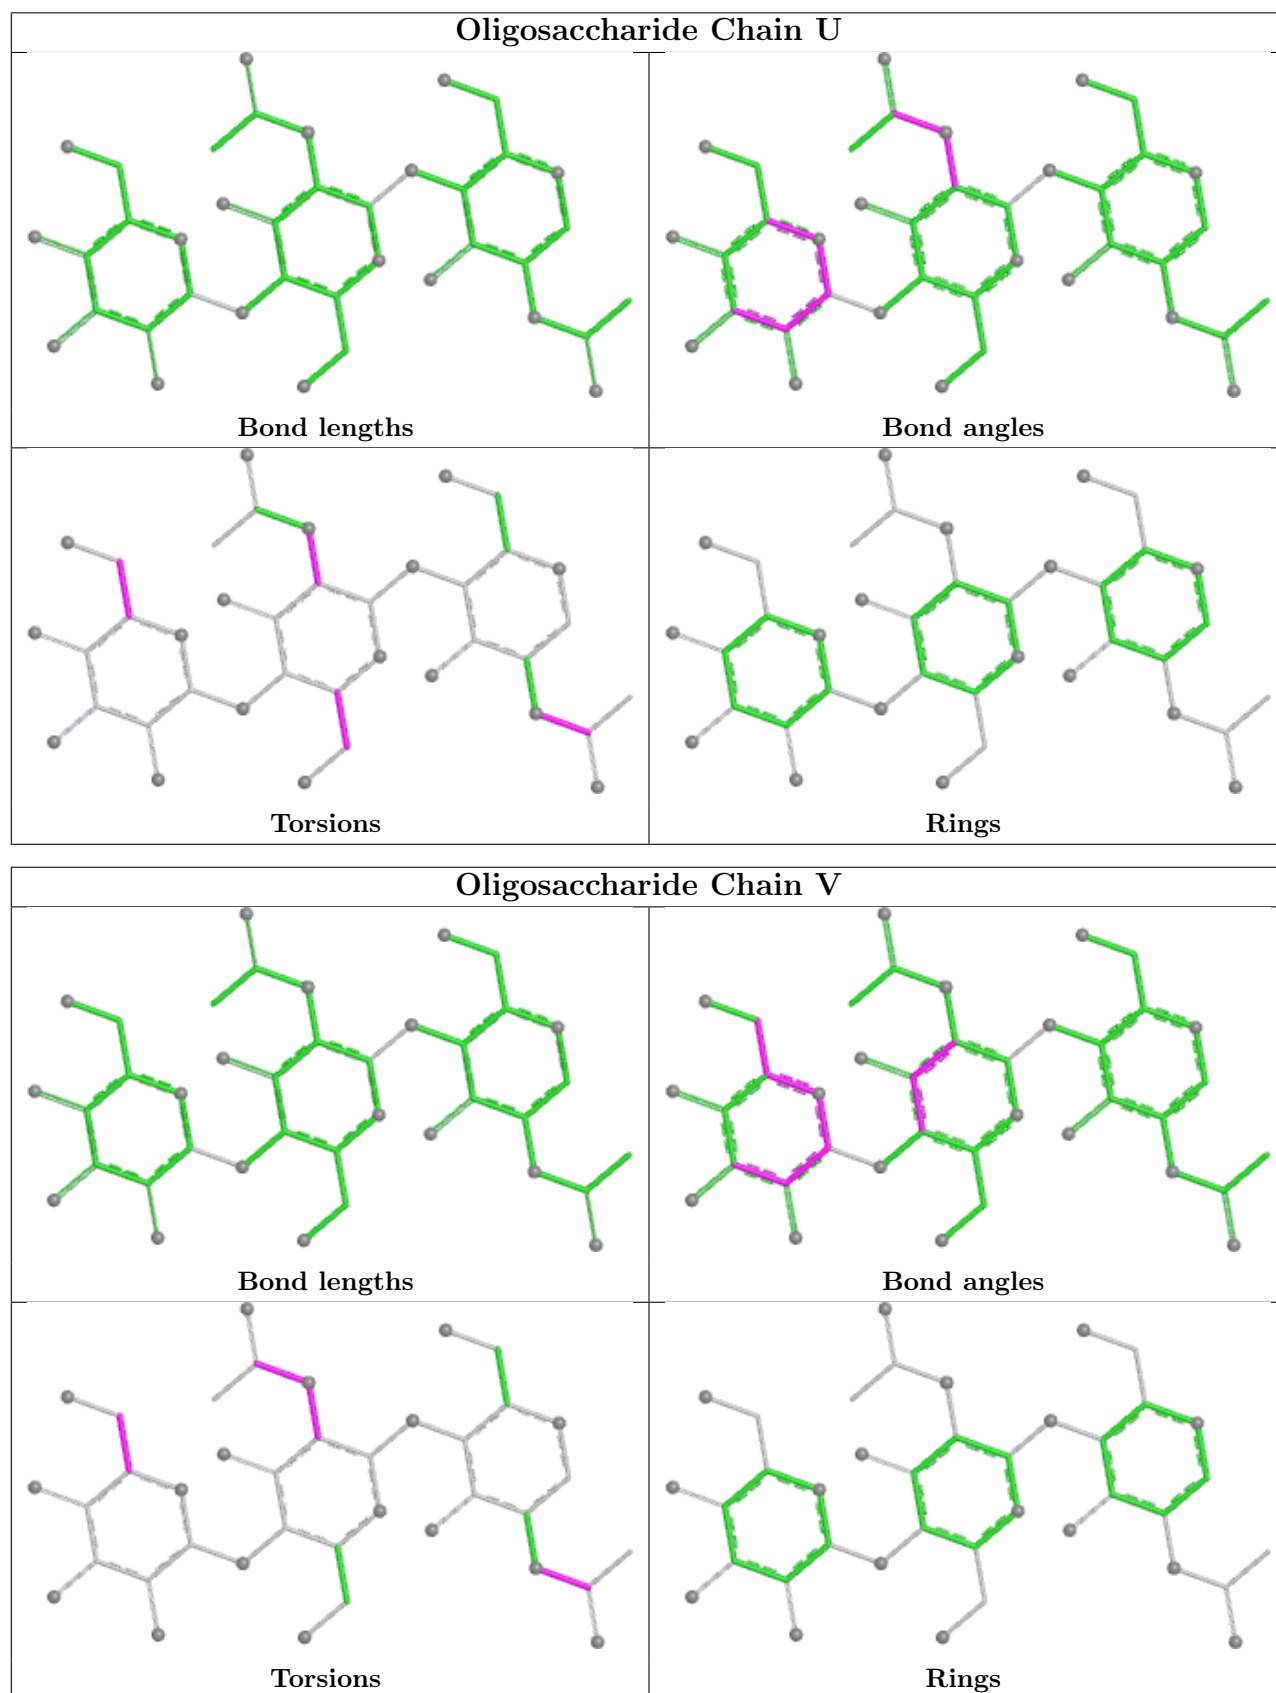 Oligosaccharide Chain U
Bond lengths
Bond angles
Torsions
Rings
Oligosaccharide Chain V
Bond lengths
Bond angles
Torsions
Rings